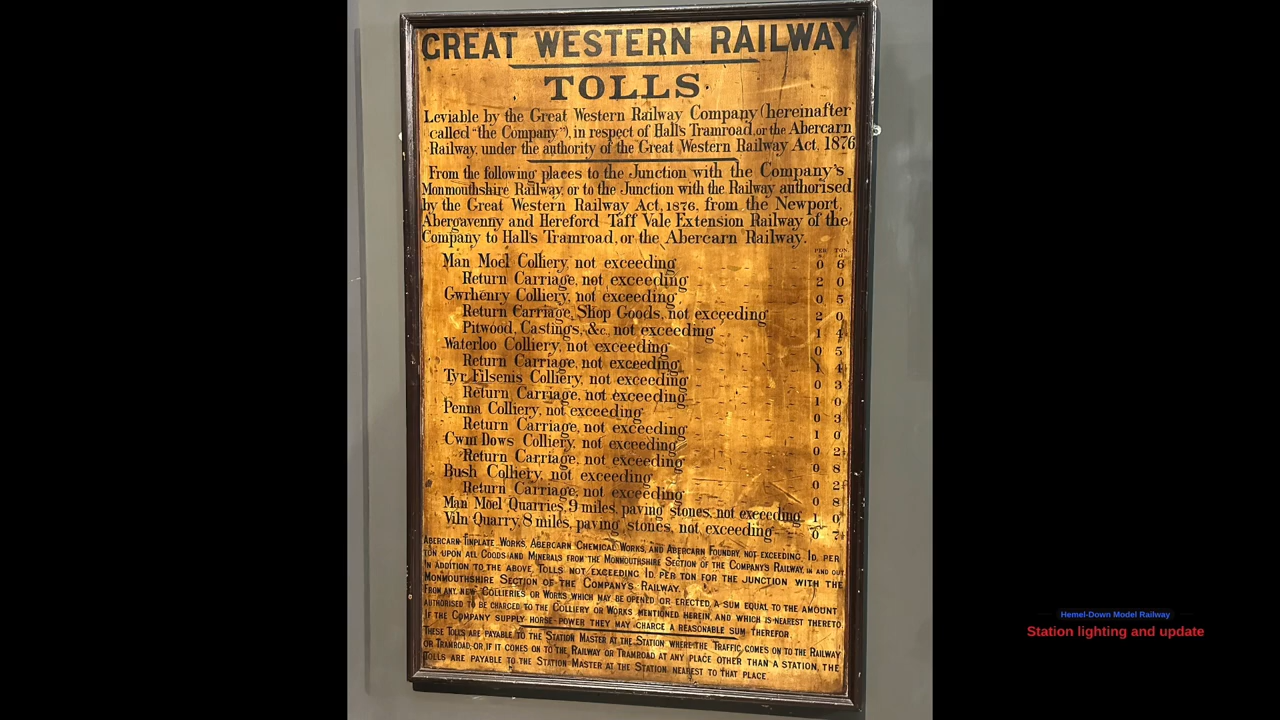 GREAT WESTERN RAILWAY
TOLLS.
Leviable by the Great Western Railway Company (hereinafter
called “the Company”), in respect of Hall's Tramroad, or the Abercarn
Railway, under the authority of the Great Western Railway Act, 1876
From the following places to the Junction with the Company's
Monmouthshire Railway, or to the Junction with the Railway authorised
by the Great Western Railway Act, 1876, from the Newport,
Abergavenny and Hereford Taff Vale Extension Railway of the
Company to Hall's Tramroad, or the Abercarn Railway.
PER TON
s. d.
Man Moel Colliery, not exceeding 0 6
Return Carriage, not exceeding 2 0
Gwrhenry Colliery, not exceeding 0 5
Return Carriage, Shop Goods, not exceeding 2 0
Pitwood, Castings, &c., not exceeding 1 4
Waterloo Colliery, not exceeding 0 5
Return Carriage, not exceeding 1 4
Tyr Filsenis Colliery, not exceeding 0 3
Return Carriage, not exceeding 1 0
Penna Colliery, not exceeding 0 3
Return Carriage, not exceeding 1 0
Cwm Dows Colliery, not exceeding 0 2
Return Carriage, not exceeding 0 8
Bush Colliery, not exceeding 0 2
Return Carriage, not exceeding 0 8
Man Moel Quarries, 9 miles, paving stones, not exceeding 1 0
Viln Quarry, 8 miles, paving stones, not exceeding 0 7
ABERCARN TINPLATE WORKS, ABERCARN CHEMICAL WORKS, AND ABERCARN FOUNDRY, NOT EXCEEDING 1D. PER
TON UPON ALL GOODS AND MINERALS FROM THE MONMOUTHSHIRE SECTION OF THE COMPANY'S RAILWAY, IN AND OUT
IN ADDITION TO THE ABOVE, TOLLS NOT EXCEEDING 1D. PER TON FOR THE JUNCTION WITH THE
MONMOUTHSHIRE SECTION OF THE COMPANY'S RAILWAY.
FROM ANY NEW COLLIERIES OR WORKS WHICH MAY BE OPENED OR ERECTED, A SUM EQUAL TO THE AMOUNT
AUTHORISED TO BE CHARGED TO THE COLLIERY OR WORKS MENTIONED HEREIN, AND WHICH IS NEAREST THERETO,
IF THE COMPANY SUPPLY HORSE-POWER THEY MAY CHARGE A REASONABLE SUM THEREFOR.
THESE TOLLS ARE PAYABLE TO THE STATION MASTER AT THE STATION WHERE THE TRAFFIC COMES ON TO THE RAILWAY
OR TRAMROAD, OR, IF IT COMES ON TO THE RAILWAY OR TRAMROAD AT ANY PLACE OTHER THAN A STATION, THE
TOLLS ARE PAYABLE TO THE STATION MASTER AT THE STATION NEAREST TO THAT PLACE.
Hemel-Down Model Railway
Station lighting and update